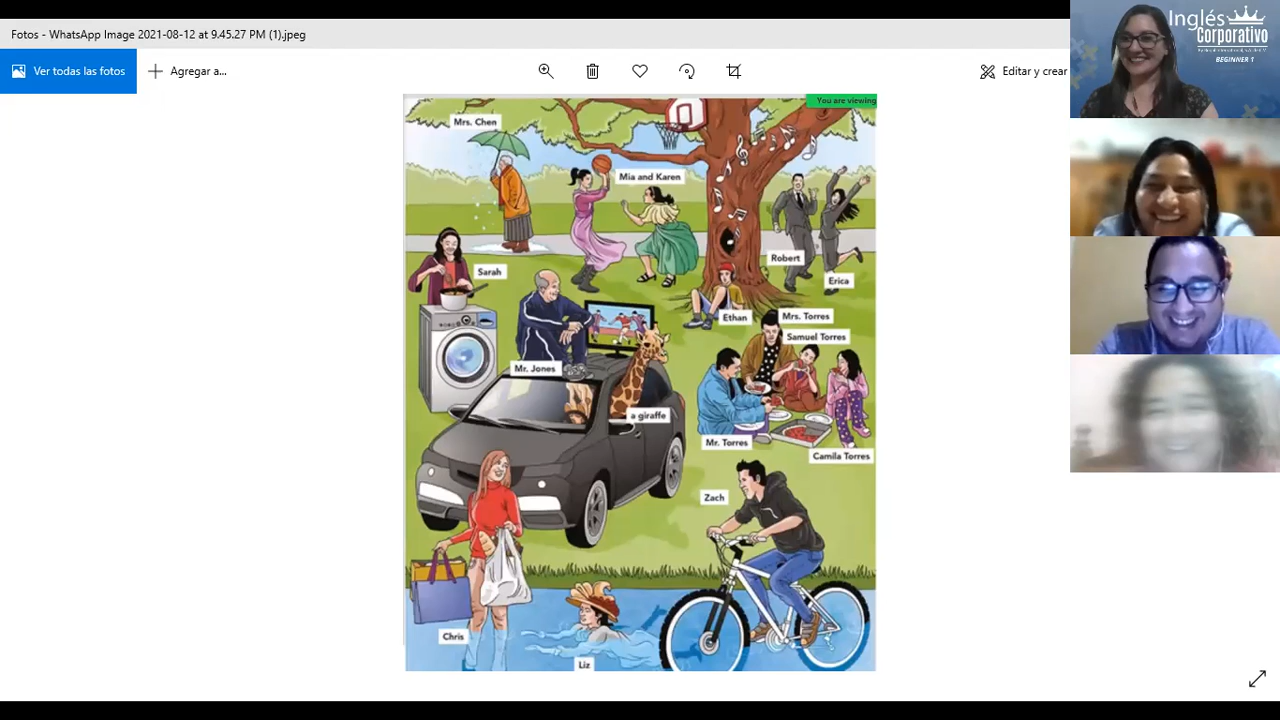 Fotos - WhatsApp Image 2021-08-12 at 9.45.27 PM (1).jpeg
Ver todas las fotos
Agregar a...
Editar y crear
You are viewing
Mrs. Chen
Mia and Karen
Robert
Sarah
Erica
Ethan
Mrs. Torres
Samuel Torres
Mr. Jones
a giraffe
Mr. Torres
Camila Torres
Zach
Chris
Liz
Inglés
Corporativo
BEGINNER 1